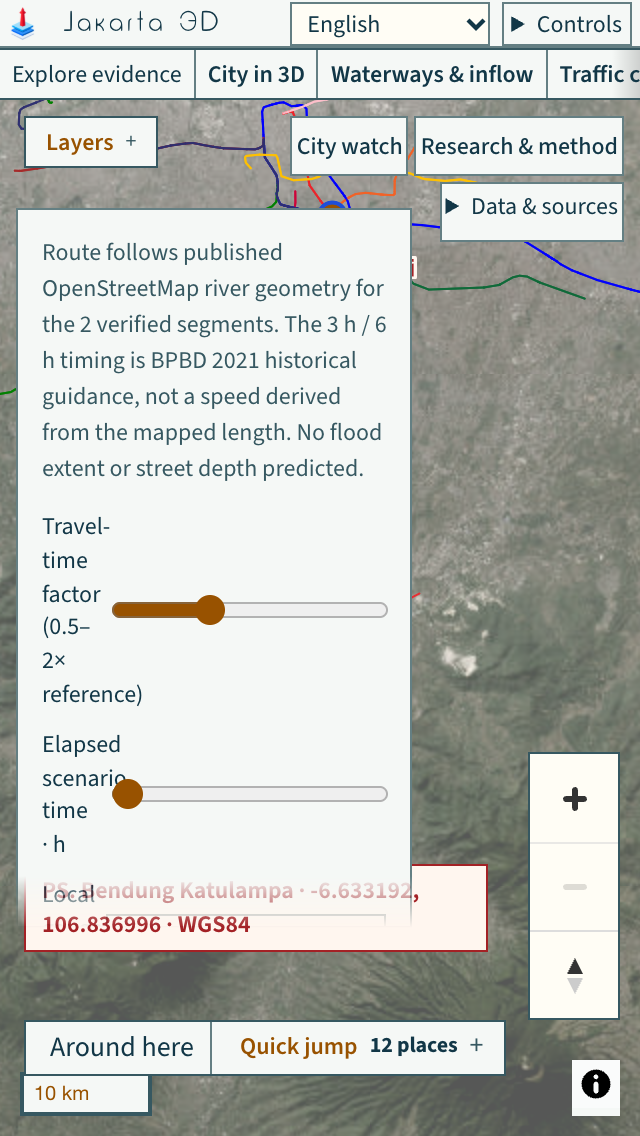 Jakarta 3D
English
Controls
Explore evidence
City in 3D
Waterways & inflow
Traffic c
Layers +
City watch
Research & method
Data & sources
Route follows published
OpenStreetMap river geometry for
the 2 verified segments. The 3 h / 6
h timing is BPBD 2021 historical
guidance, not a speed derived
from the mapped length. No flood
extent or street depth predicted.
Travel-
time
factor
(0.5–
2×
reference)
Elapsed
scenario
time
· h
Local
PS. Bendung Katulampa · -6.633192,
106.836996 · WGS84
Around here
Quick jump 12 places +
10 km